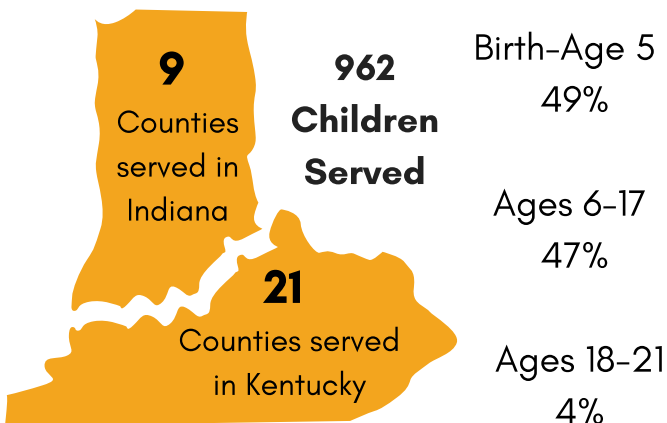 9
Counties
served in
Indiana
962
Children
Served
21
Counties served
in Kentucky
Birth-Age 5
49%
Ages 6-17
47%
Ages 18-21
4%